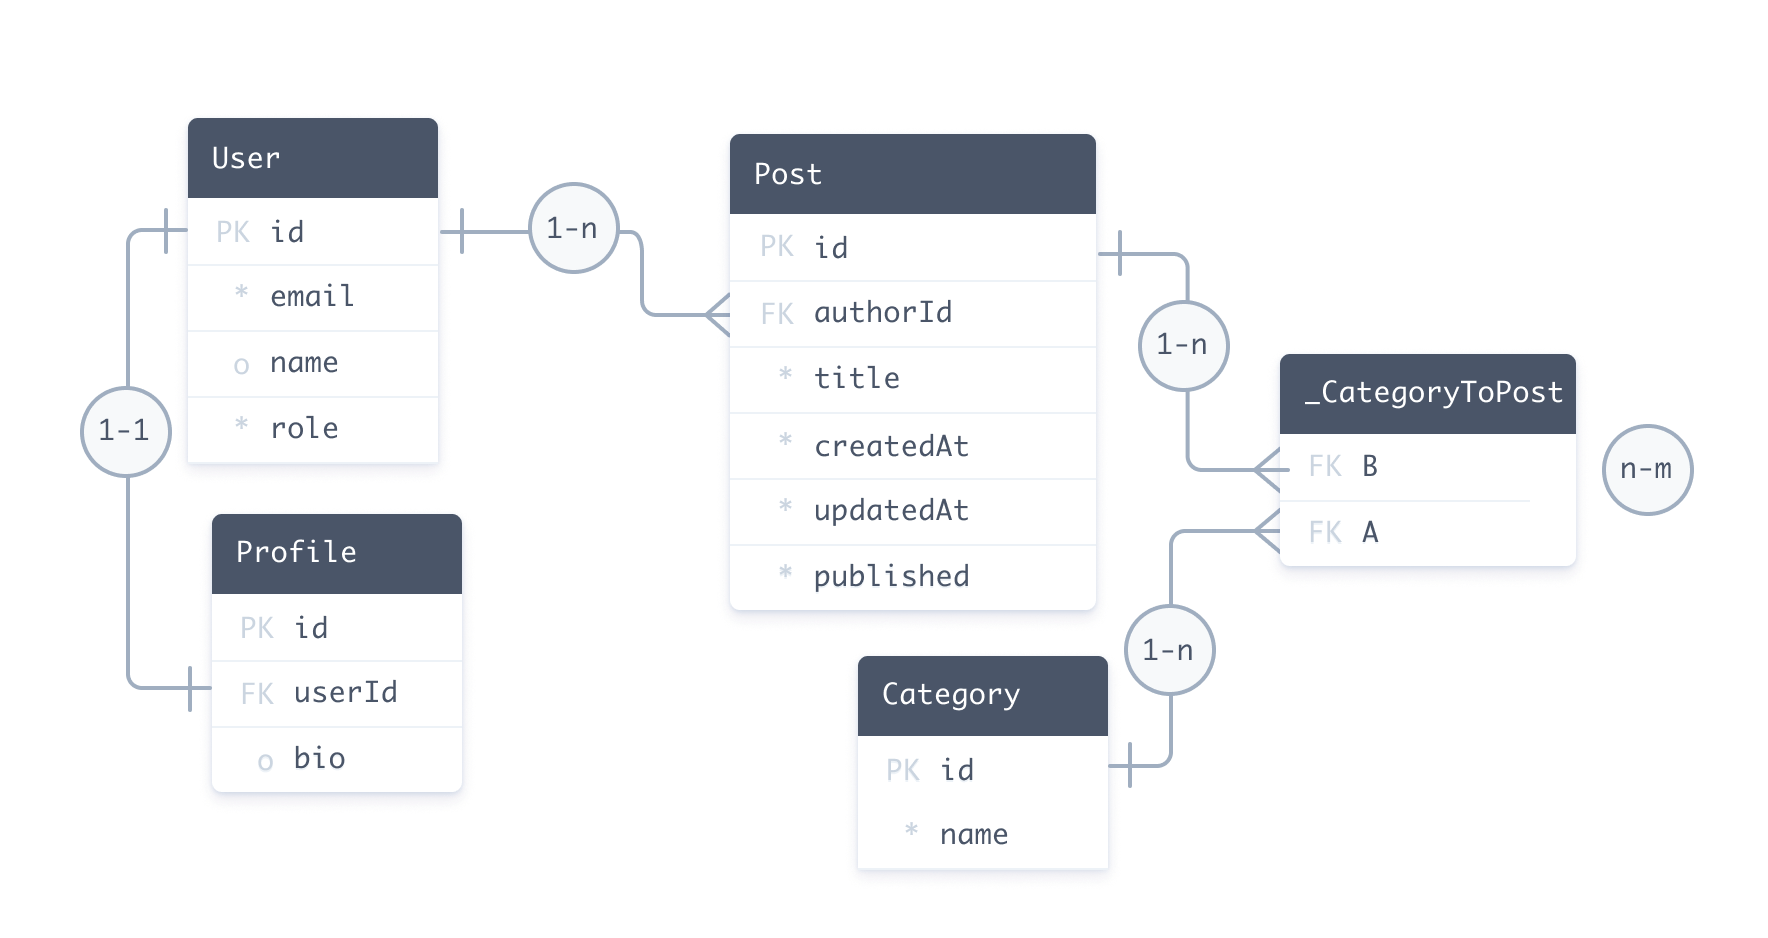 User
PK id
* email
o name
* role
1-1
Profile
PK id
FK userId
o bio
1-n
Post
PK id
FK authorId
* title
* createdAt
* updatedAt
* published
1-n
_CategoryToPost
FK B
FK A
n-m
1-n
Category
PK id
* name